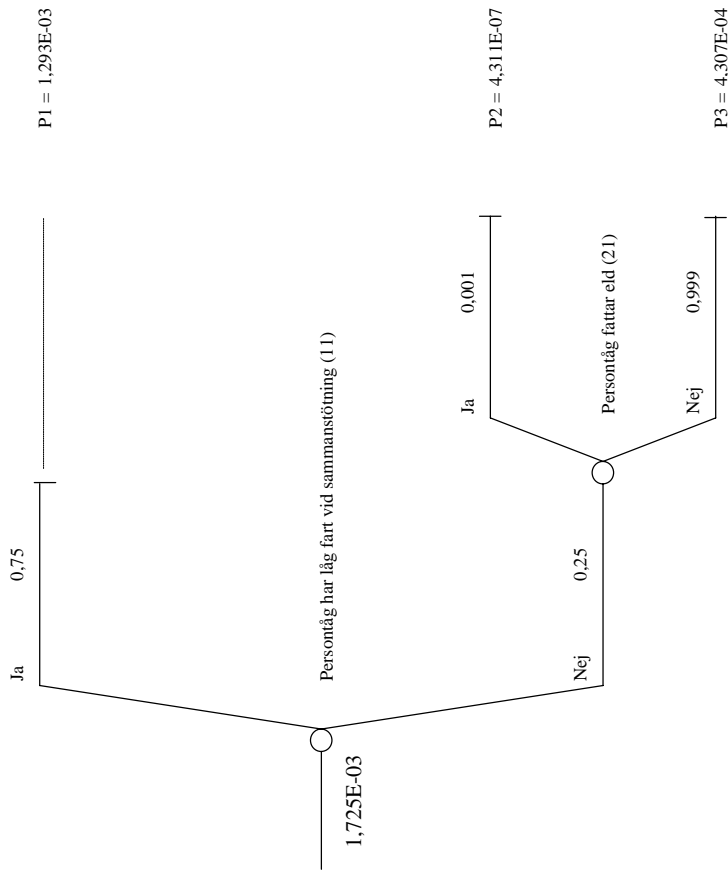 1,725E-03
Persontåg har låg fart vid sammanstötning (11)
Ja
0,75
P1 = 1,293E-03
Nej
0,25
Persontåg fattar eld (21)
Ja
0,001
P2 = 4,311E-07
Nej
0,999
P3 = 4,307E-04